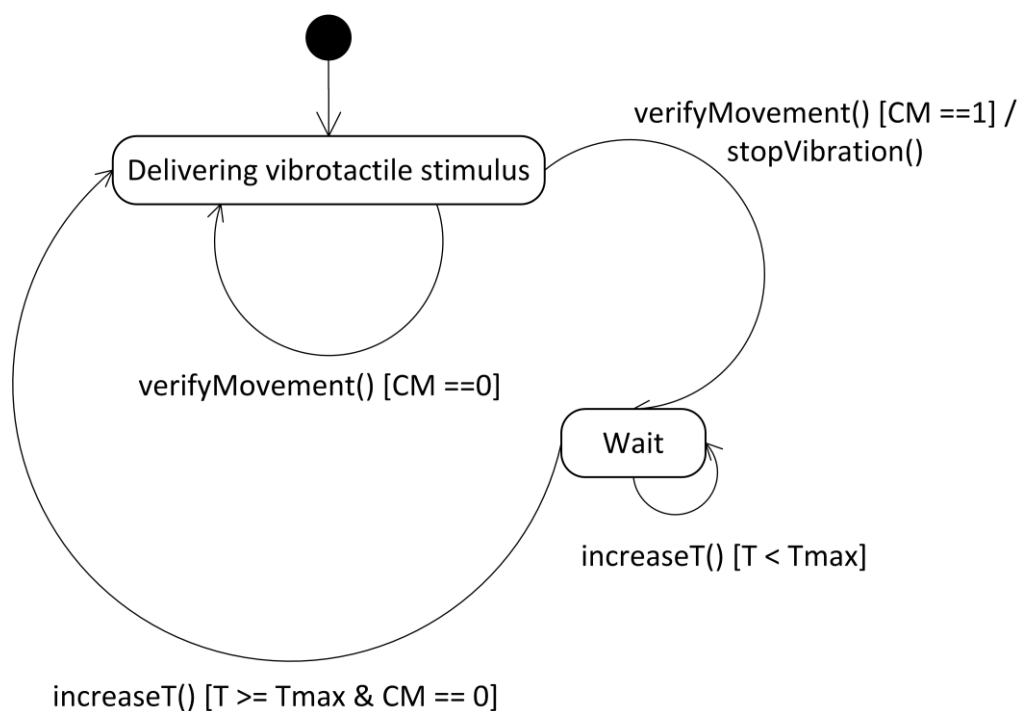 verifyMovement() [CM ==1] /
stopVibration()
Delivering vibrotactile stimulus
verifyMovement() [CM ==0]
Wait
increaseT() [T < Tmax]
increaseT() [T >= Tmax & CM == 0]